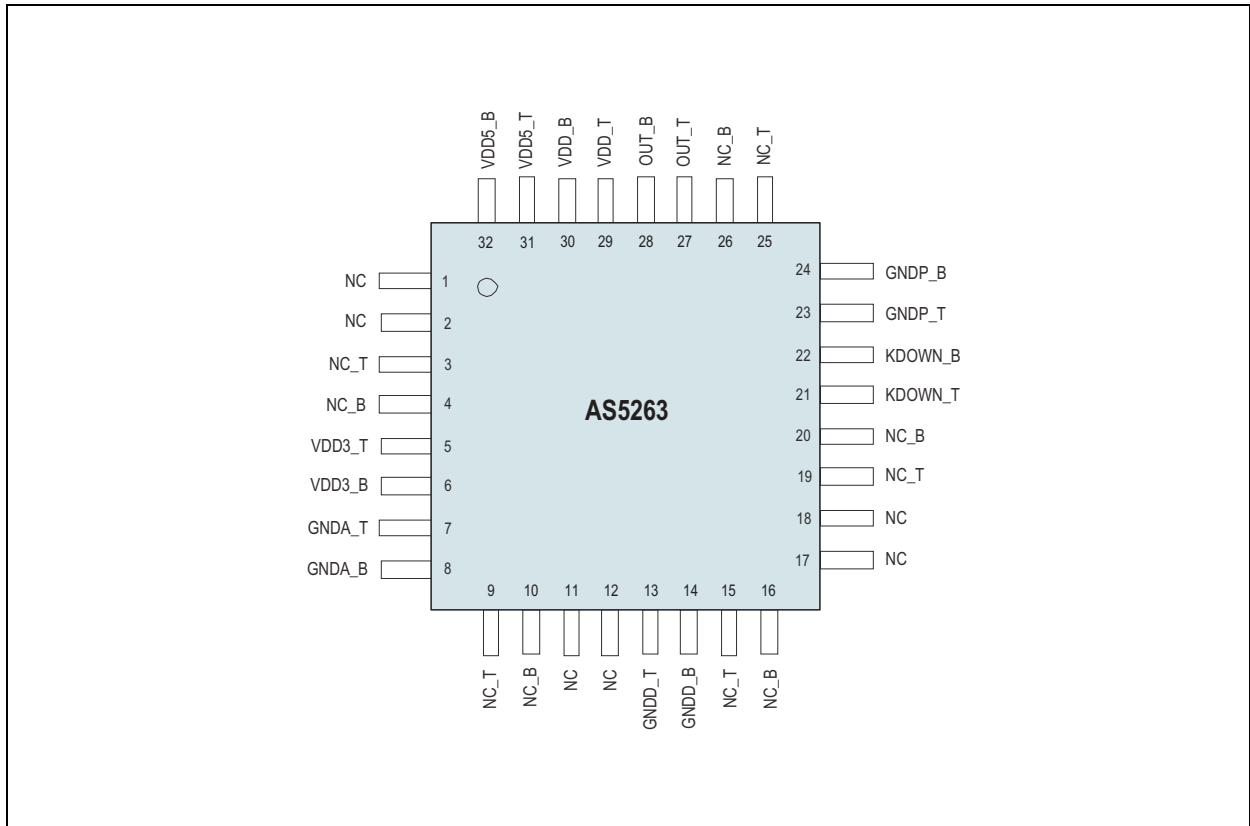 VDD5_B
VDD5_T
VDD_B
VDD_T
OUT_B
OUT_T
NC_B
NC_T
32
31
30
29
28
27
26
25
NC
1
NC
2
NC_T
3
NC_B
4
VDD3_T
5
VDD3_B
6
GNDA_T
7
GNDA_B
8
AS5263
24
GNDP_B
23
GNDP_T
22
KDOWN_B
21
KDOWN_T
20
NC_B
19
NC_T
18
NC
17
NC
9
10
11
12
13
14
15
16
NC_T
NC_B
NC
NC
GNDD_T
GNDD_B
NC_T
NC_B